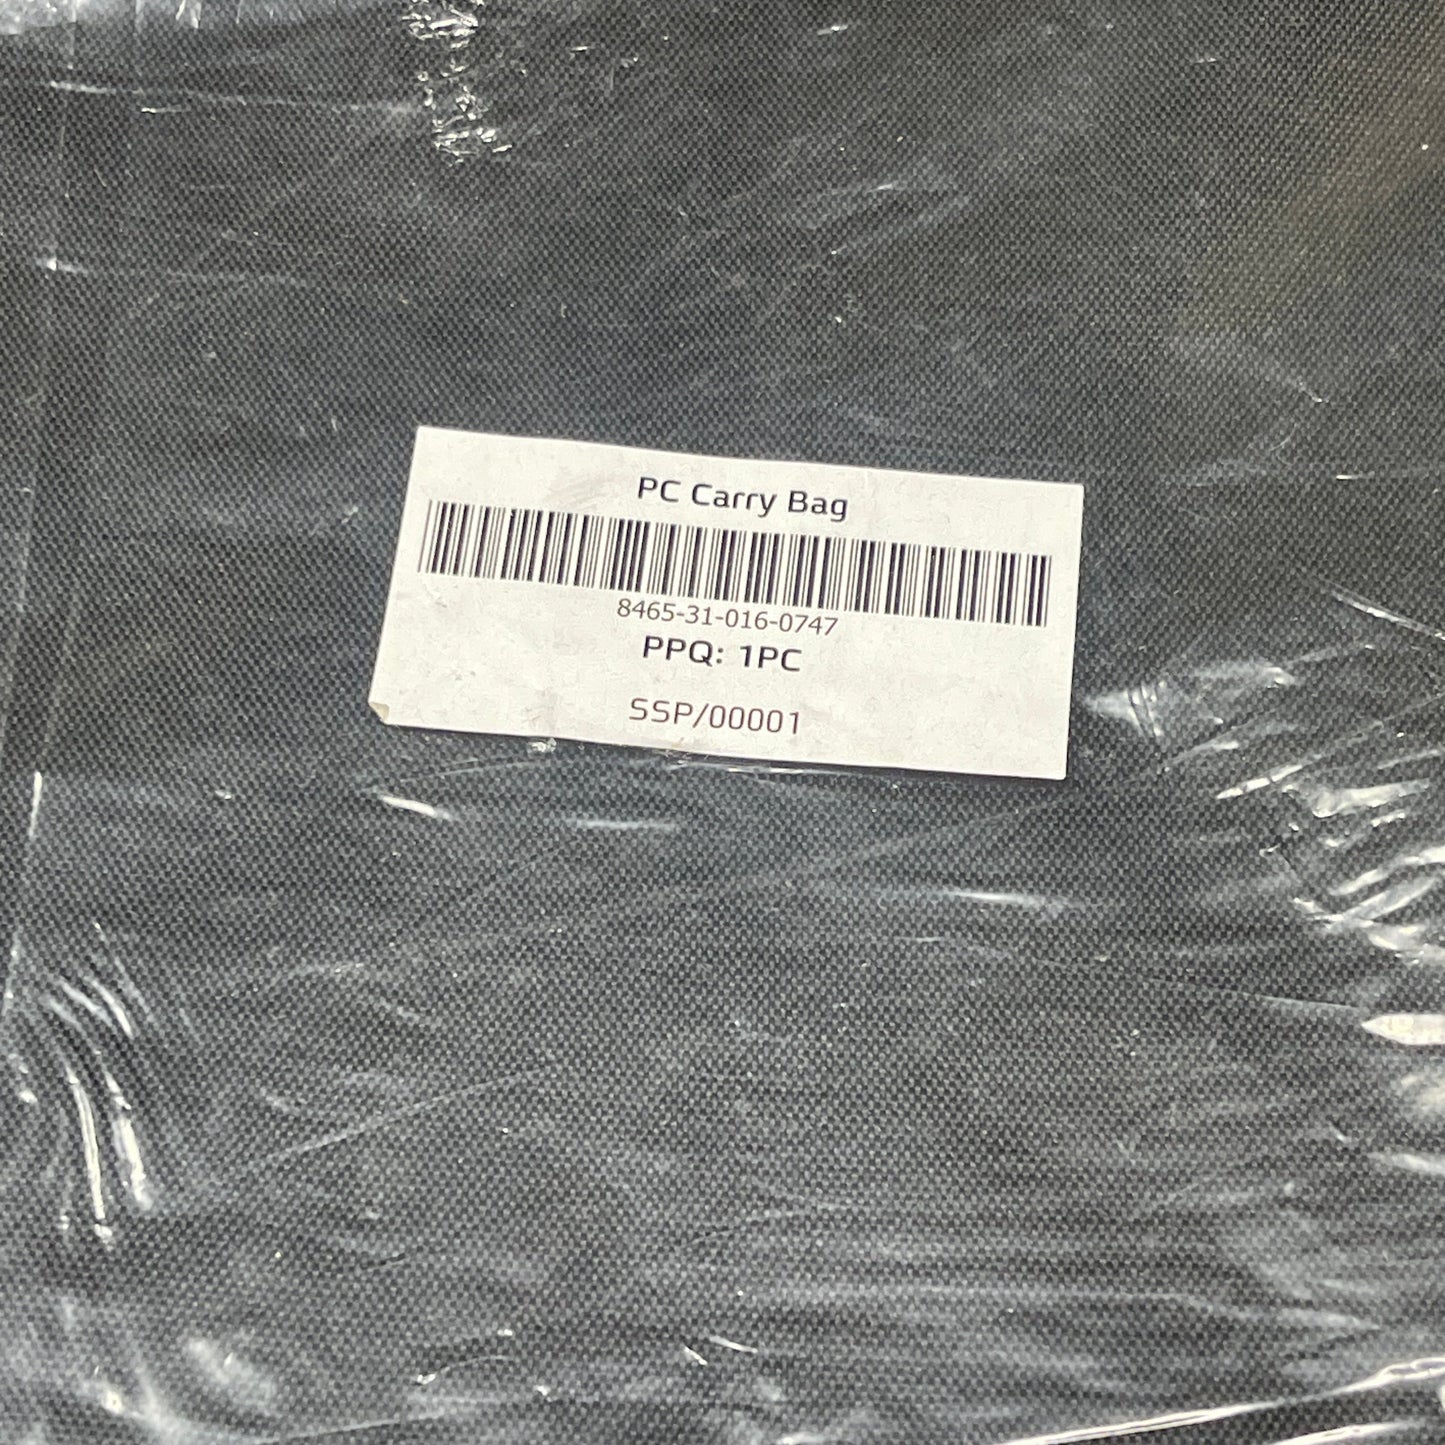 PC Carry Bag
8465-31-016-0747
PPQ: 1PC
SSP/00001